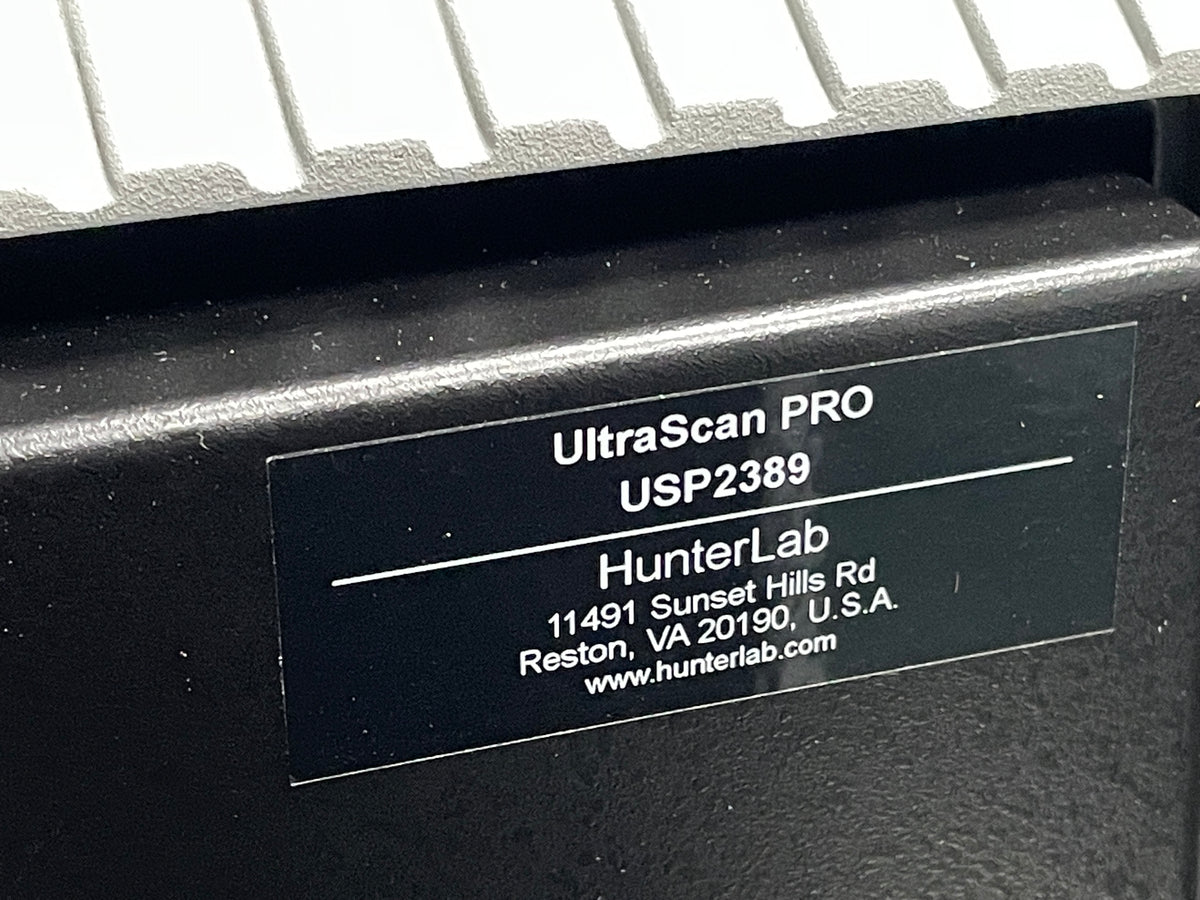 UltraScan PRO
USP2389
HunterLab
11491 Sunset Hills Rd
Reston, VA 20190, U.S.A.
www.hunterlab.com